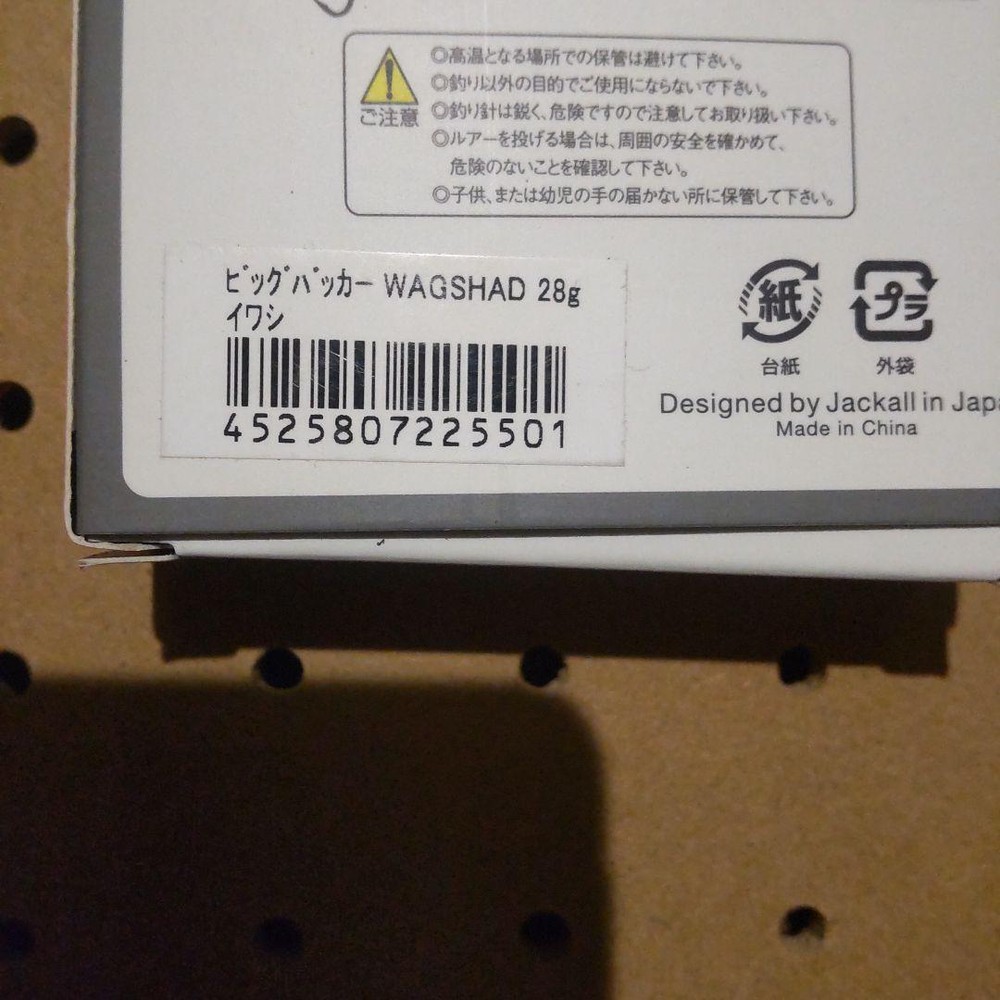 ご注意
◎高温となる場所での保管は避けて下さい。
◎釣り以外の目的でご使用にならないで下さい。
◎釣り針は鋭く、危険ですので注意してお取り扱い下さい。
◎ルアーを投げる場合は、周囲の安全を確かめて、
危険のないことを確認して下さい。
◎子供、または幼児の手の届かない所に保管して下さい。
ビッグバッカー WAGSHAD 28g
イワシ
4525807225501
紙
プラ
台紙
外袋
Designed by Jackall in Japa
Made in China